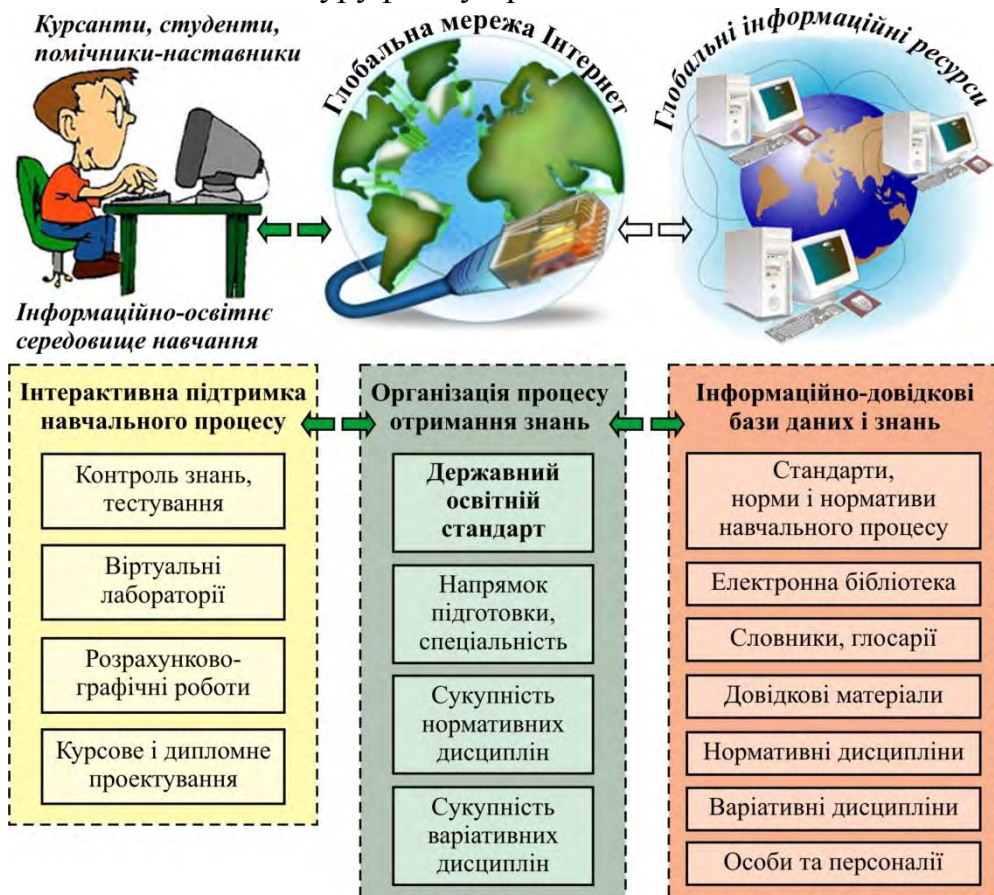 Курсанти, студенти,
помічники-наставники
Глобальна мережа Інтернет
Глобальні інформаційні ресурси
Інформаційно-освітнє
середовище навчання
Інтерактивна підтримка
навчального процесу
Контроль знань,
тестування
Віртуальні
лабораторії
Розрахунково-
графічні роботи
Курсове і дипломне
проектування
Організація процесу
отримання знань
Державний
освітній
стандарт
Напрямок
підготовки,
спеціальність
Сукупність
нормативних
дисциплін
Сукупність
варіативних
дисциплін
Інформаційно-довідкові
бази даних і знань
Стандарти,
норми і нормативи
навчального процесу
Електронна бібліотека
Словники, глосарії
Довідкові матеріали
Нормативні дисципліни
Варіативні дисципліни
Особи та персоналії